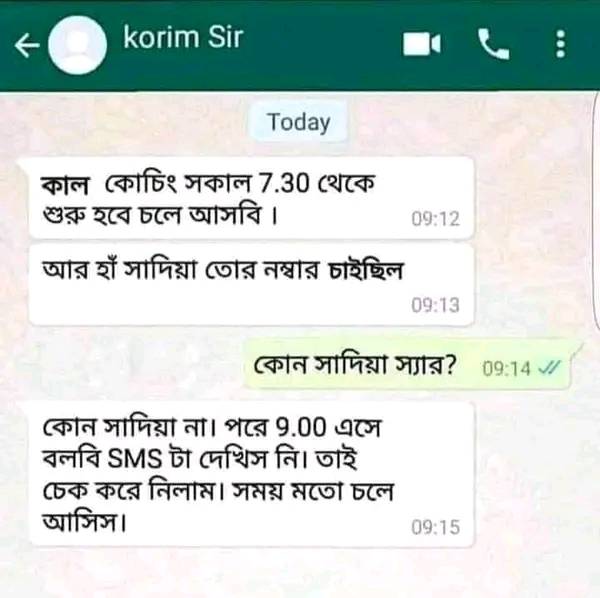 korim Sir
Today
কাল কোচিং সকাল 7.30 থেকে
শুরু হবে চলে আসবি ।
09:12
আর হাঁ সাদিয়া তোর নম্বার চাইছিল
09:13
কোন সাদিয়া স্যার?
09:14
কোন সাদিয়া না। পরে 9.00 এসে
বলবি SMS টা দেখিস নি। তাই
চেক করে নিলাম। সময় মতো চলে
আসিস।
09:15